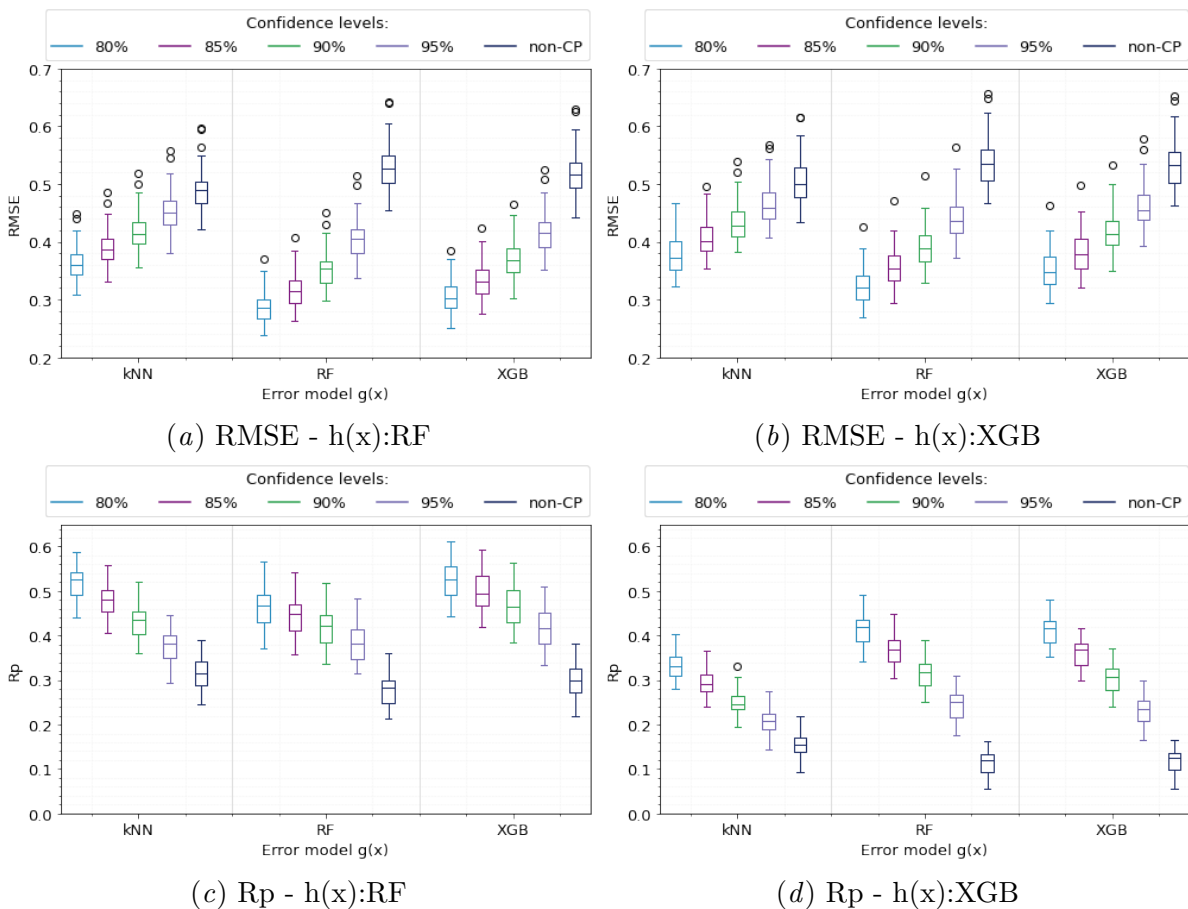 Confidence levels:
80% 85% 90% 95% non-CP
0.7
0.6
0.5
0.4
0.3
0.2
RMSE
kNN RF XGB
Error model g(x)
(a) RMSE - h(x):RF
Confidence levels:
80% 85% 90% 95% non-CP
0.7
0.6
0.5
0.4
0.3
0.2
RMSE
kNN RF XGB
Error model g(x)
(b) RMSE - h(x):XGB
Confidence levels:
80% 85% 90% 95% non-CP
0.6
0.5
0.4
0.3
0.2
0.1
0.0
Rp
kNN RF XGB
Error model g(x)
(c) Rp - h(x):RF
Confidence levels:
80% 85% 90% 95% non-CP
0.6
0.5
0.4
0.3
0.2
0.1
0.0
Rp
kNN RF XGB
Error model g(x)
(d) Rp - h(x):XGB